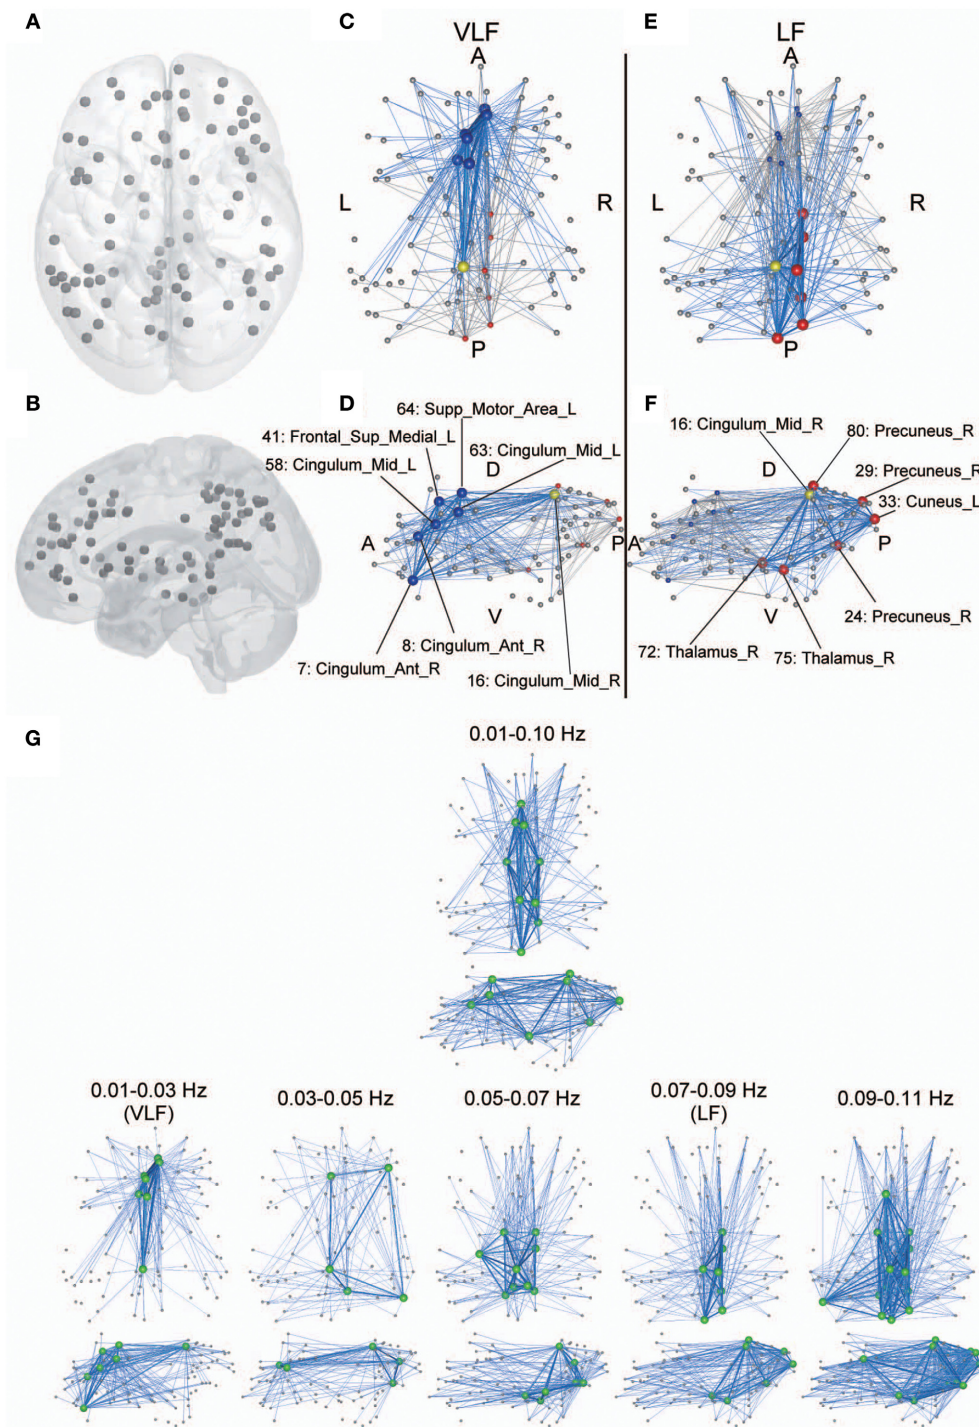 A
C
VLF
A
E
LF
A
L
R
L
R
P
P
B
D
64: Supp_Motor_Area_L
41: Frontal_Sup_Medial_L
58: Cingulum_Mid_L
63: Cingulum_Mid_L
D
A
P
V
8: Cingulum_Ant_R
7: Cingulum_Ant_R
16: Cingulum_Mid_R
F
16: Cingulum_Mid_R
80: Precuneus_R
D
29: Precuneus_R
33: Cuneus_L
A
P
V
24: Precuneus_R
72: Thalamus_R
75: Thalamus_R
G
0.01-0.10 Hz
0.01-0.03 Hz
(VLF)
0.03-0.05 Hz
0.05-0.07 Hz
0.07-0.09 Hz
(LF)
0.09-0.11 Hz